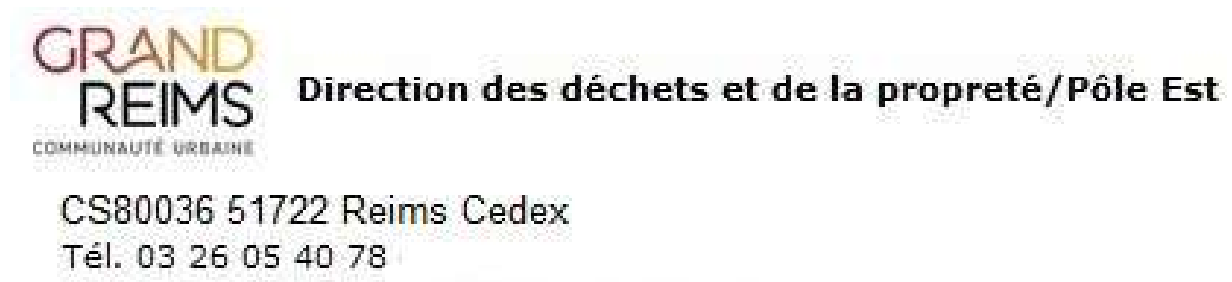 GRAND
REIMS
COMMUNAUTÉ URBAINE
Direction des déchets et de la propreté/Pôle Est
CS80036 51722 Reims Cedex
Tél. 03 26 05 40 78